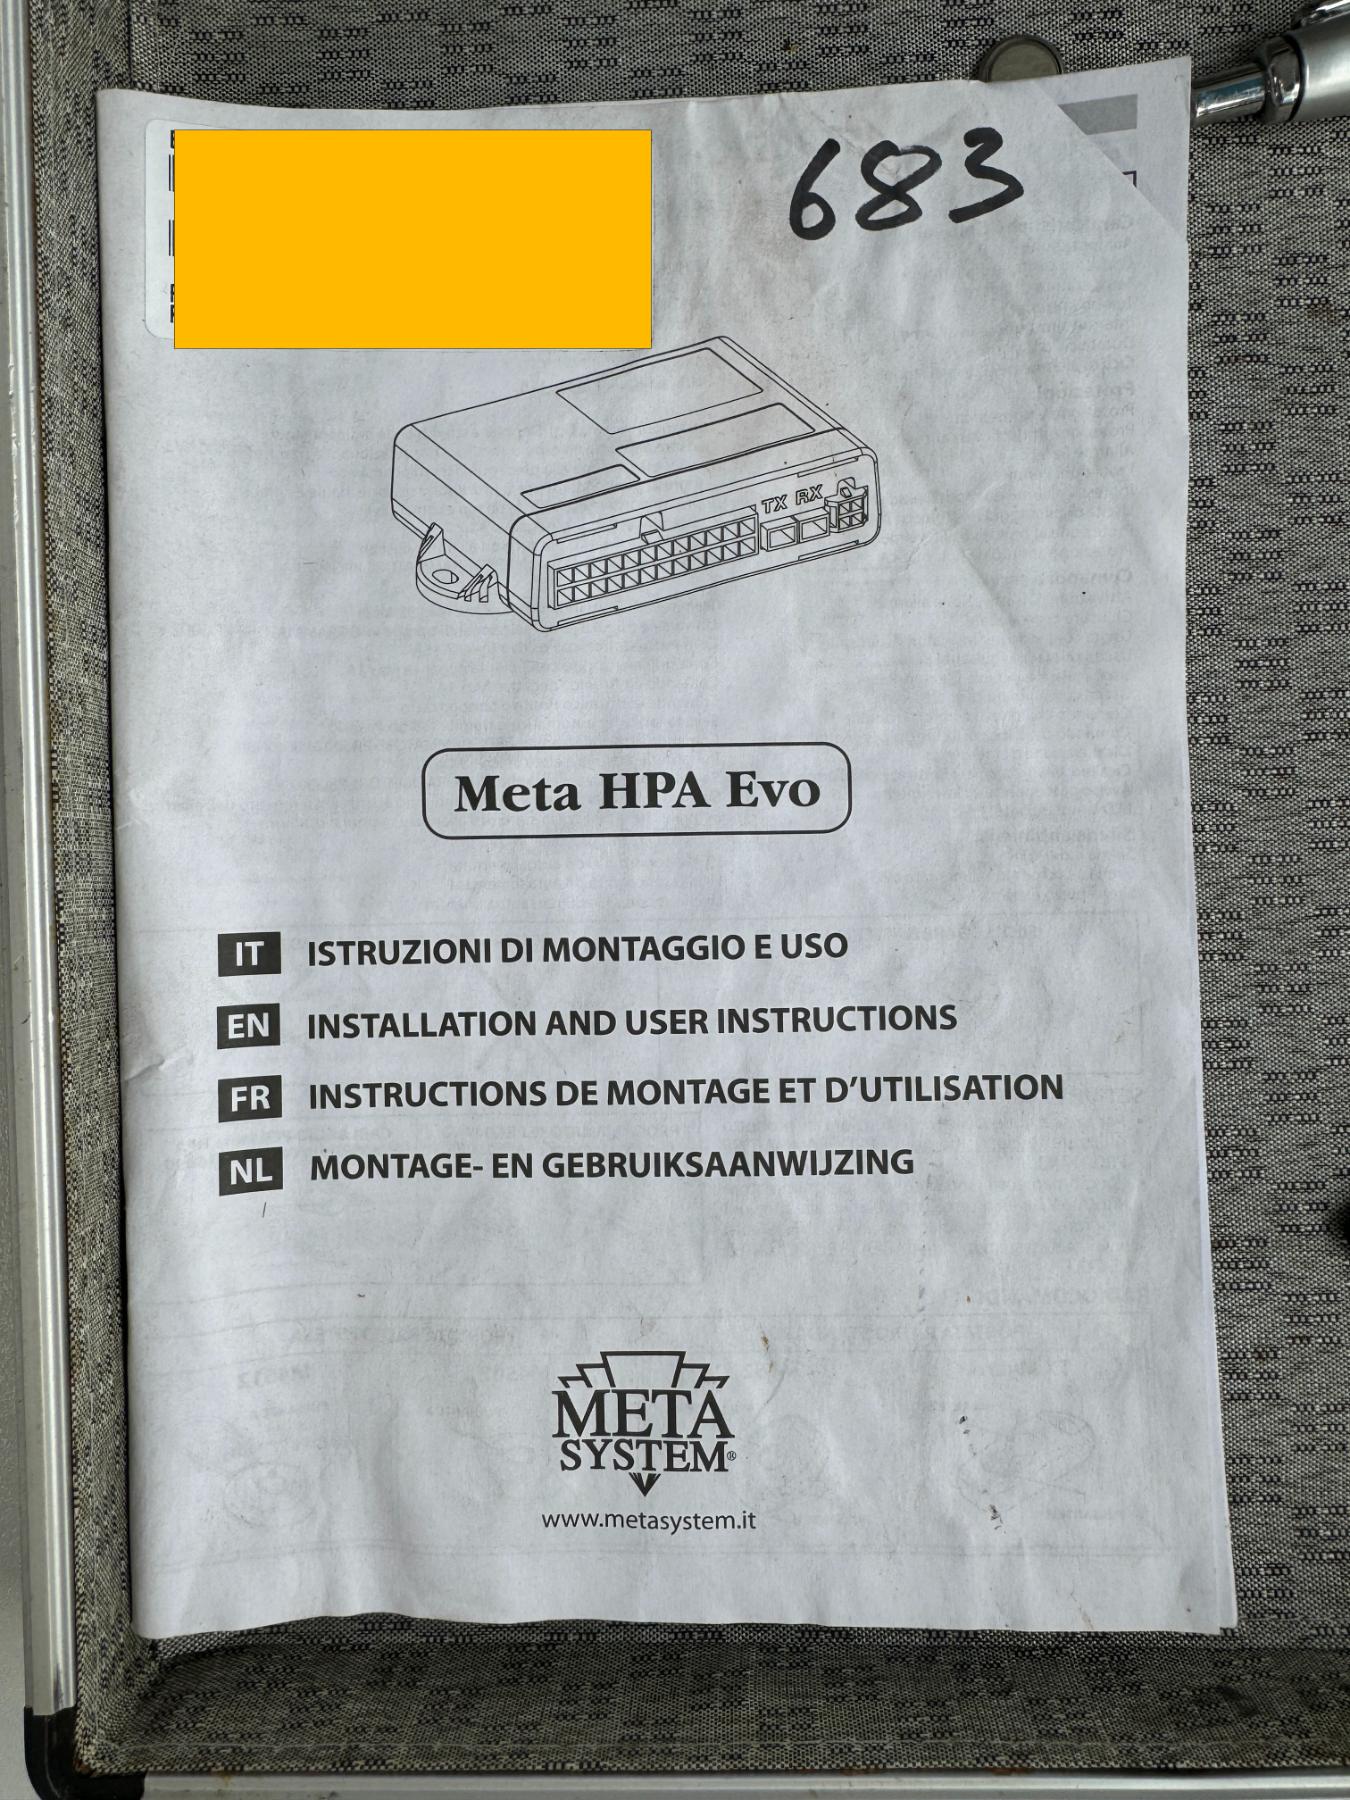 683
TX RX
Meta HPA Evo
IT ISTRUZIONI DI MONTAGGIO E USO
EN INSTALLATION AND USER INSTRUCTIONS
FR INSTRUCTIONS DE MONTAGE ET D'UTILISATION
NL MONTAGE- EN GEBRUIKSAANWIJZING
META
SYSTEM®
www.metasystem.it